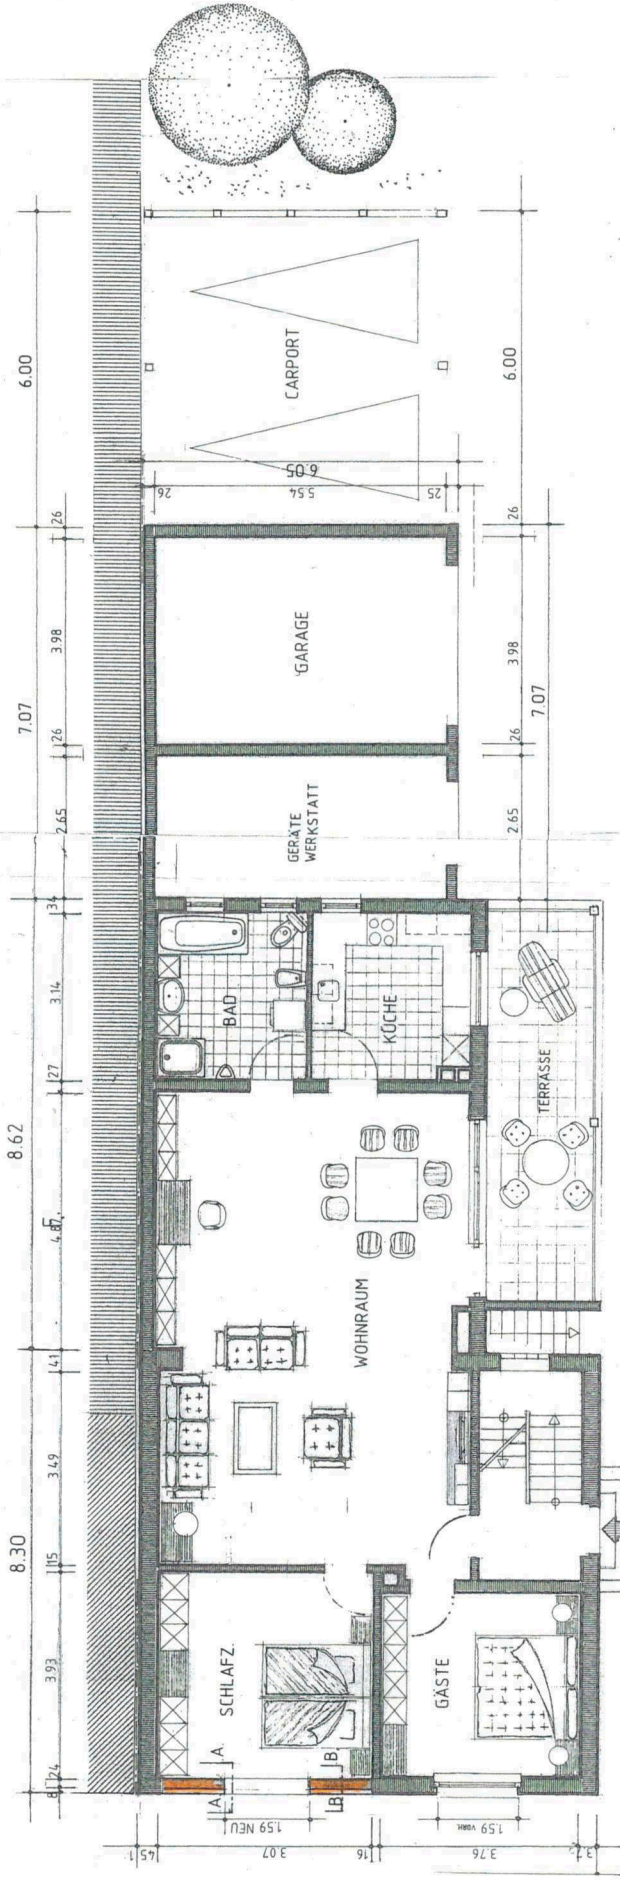 6.00
6.00
CARPORT
6.05
26
5.54
25
26
26
7.07
3.98
GARAGE
3.98
7.07
26
26
2.65
GERÄTE
WERKSTATT
2.65
34
3.14
BAD
KÜCHE
TERRASSE
27
8.62
4.87
WOHNRAUM
41
3.49
8.30
15
3.93
SCHLAFZ.
GÄSTE
24
A
A
B
B
1.59 NEU
1.59 VORH.
45
3.07
16
3.76